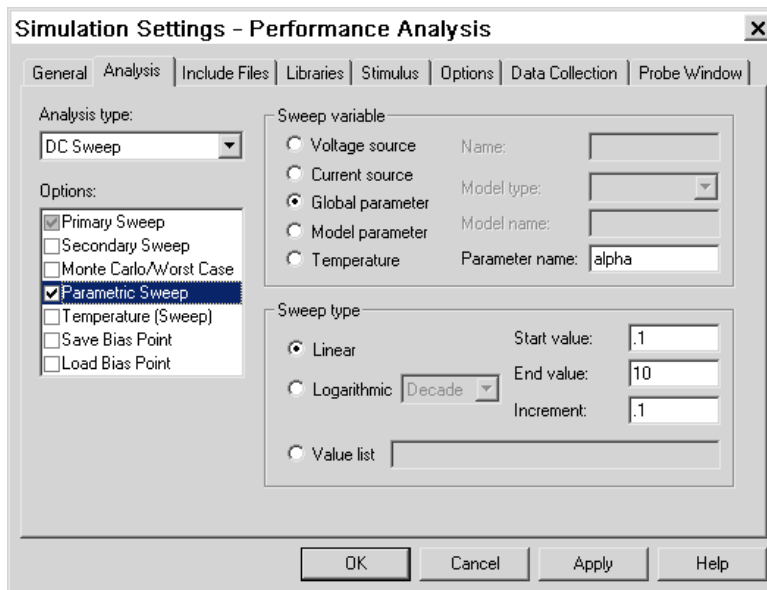 Simulation Settings - Performance Analysis
General Analysis Include Files Libraries Stimulus Options Data Collection Probe Window
Analysis type:
DC Sweep
Options:
Primary Sweep
Secondary Sweep
Monte Carlo/Worst Case
Parametric Sweep
Temperature (Sweep)
Save Bias Point
Load Bias Point
Sweep variable
Voltage source
Current source
Global parameter
Model parameter
Temperature
Name:
Model type:
Model name:
Parameter name: alpha
Sweep type
Linear
Logarithmic Decade
Value list
Start value: .1
End value: 10
Increment: .1
OK Cancel Apply Help